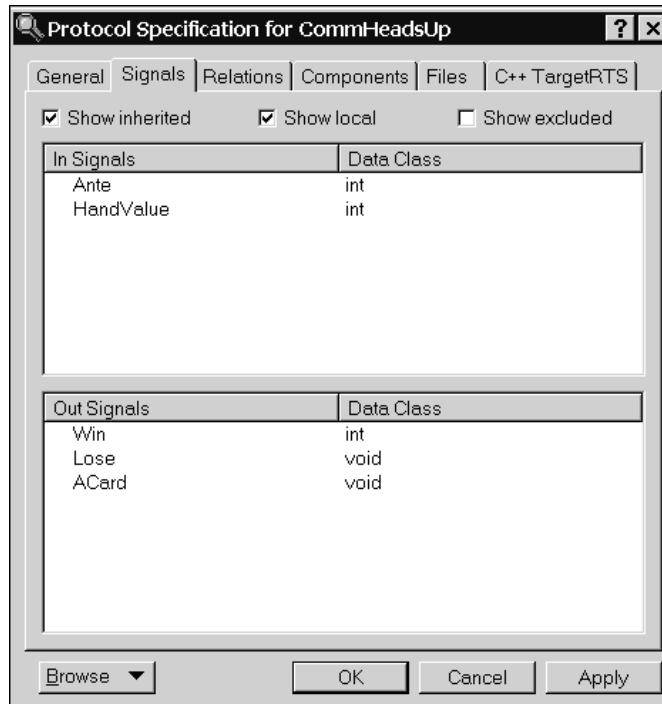 Protocol Specification for CommHeadsUp
General Signals Relations Components Files C++ TargetRTS
Show inherited Show local Show excluded
In Signals Data Class
Ante int
HandValue int
Out Signals Data Class
Win int
Lose void
ACard void
Browse OK Cancel Apply